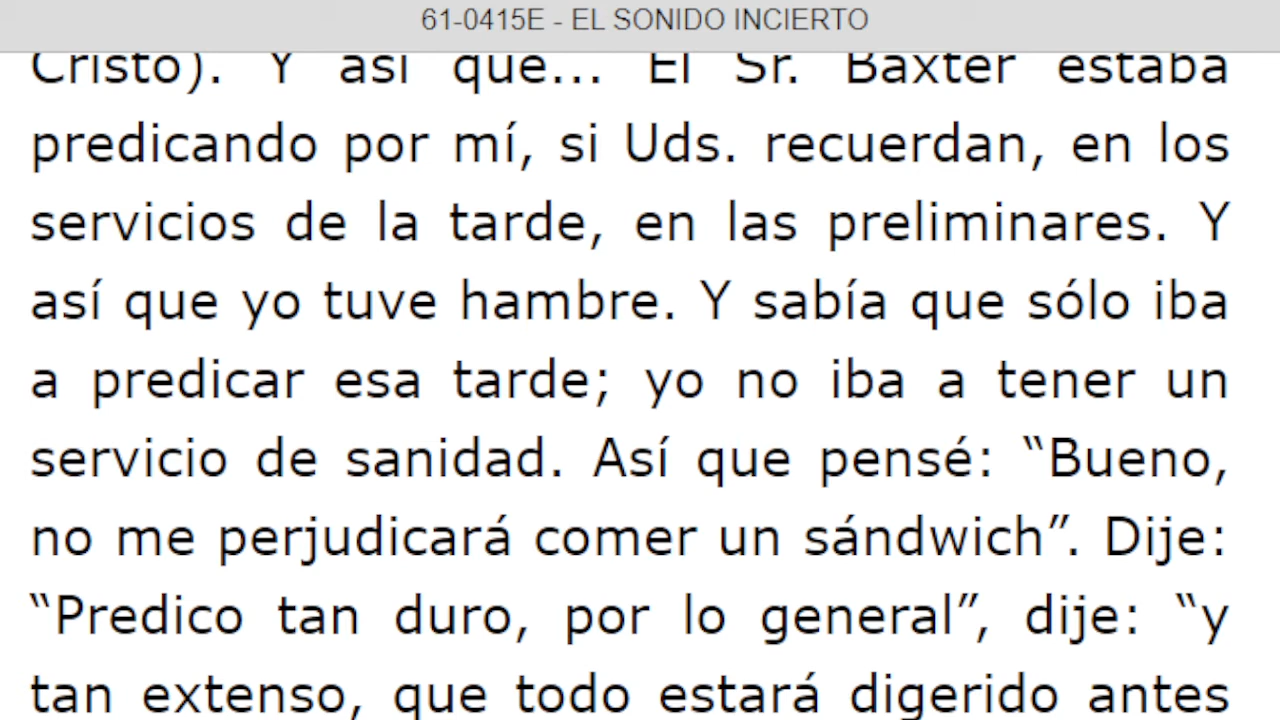 61-0415E - EL SONIDO INCIERTO
Cristo). Y así que... El Sr. Baxter estaba
predicando por mí, si Uds. recuerdan, en los
servicios de la tarde, en las preliminares. Y
así que yo tuve hambre. Y sabía que sólo iba
a predicar esa tarde; yo no iba a tener un
servicio de sanidad. Así que pensé: “Bueno,
no me perjudicará comer un sándwich”. Dije:
“Predico tan duro, por lo general”, dije: “y
tan extenso, que todo estará digerido antes